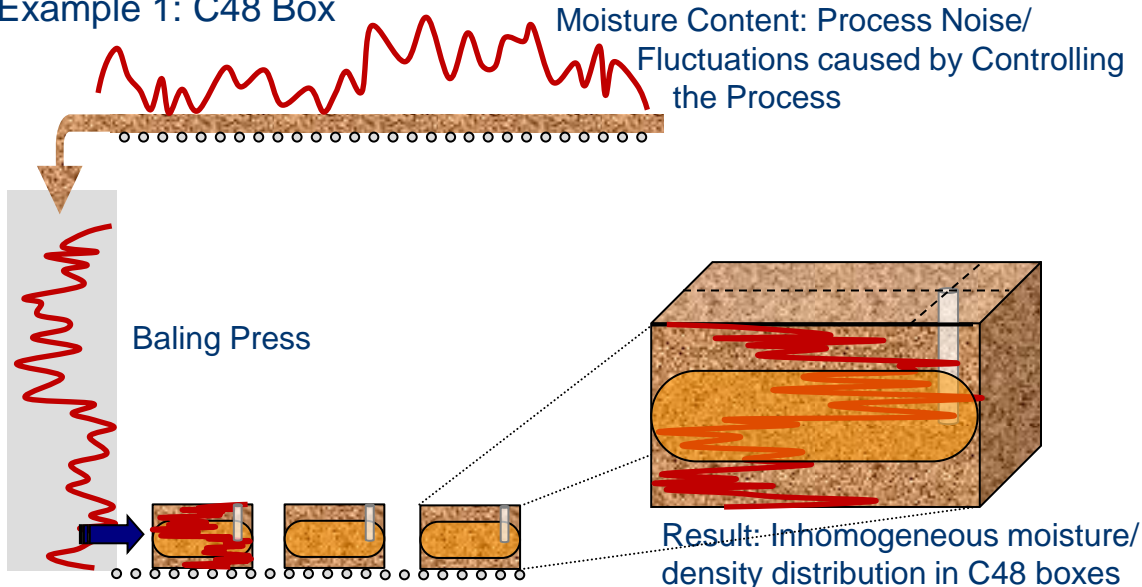 Example 1: C48 Box
Moisture Content: Process Noise/
Fluctuations caused by Controlling
the Process
Baling Press
Result: Inhomogeneous moisture/
density distribution in C48 boxes